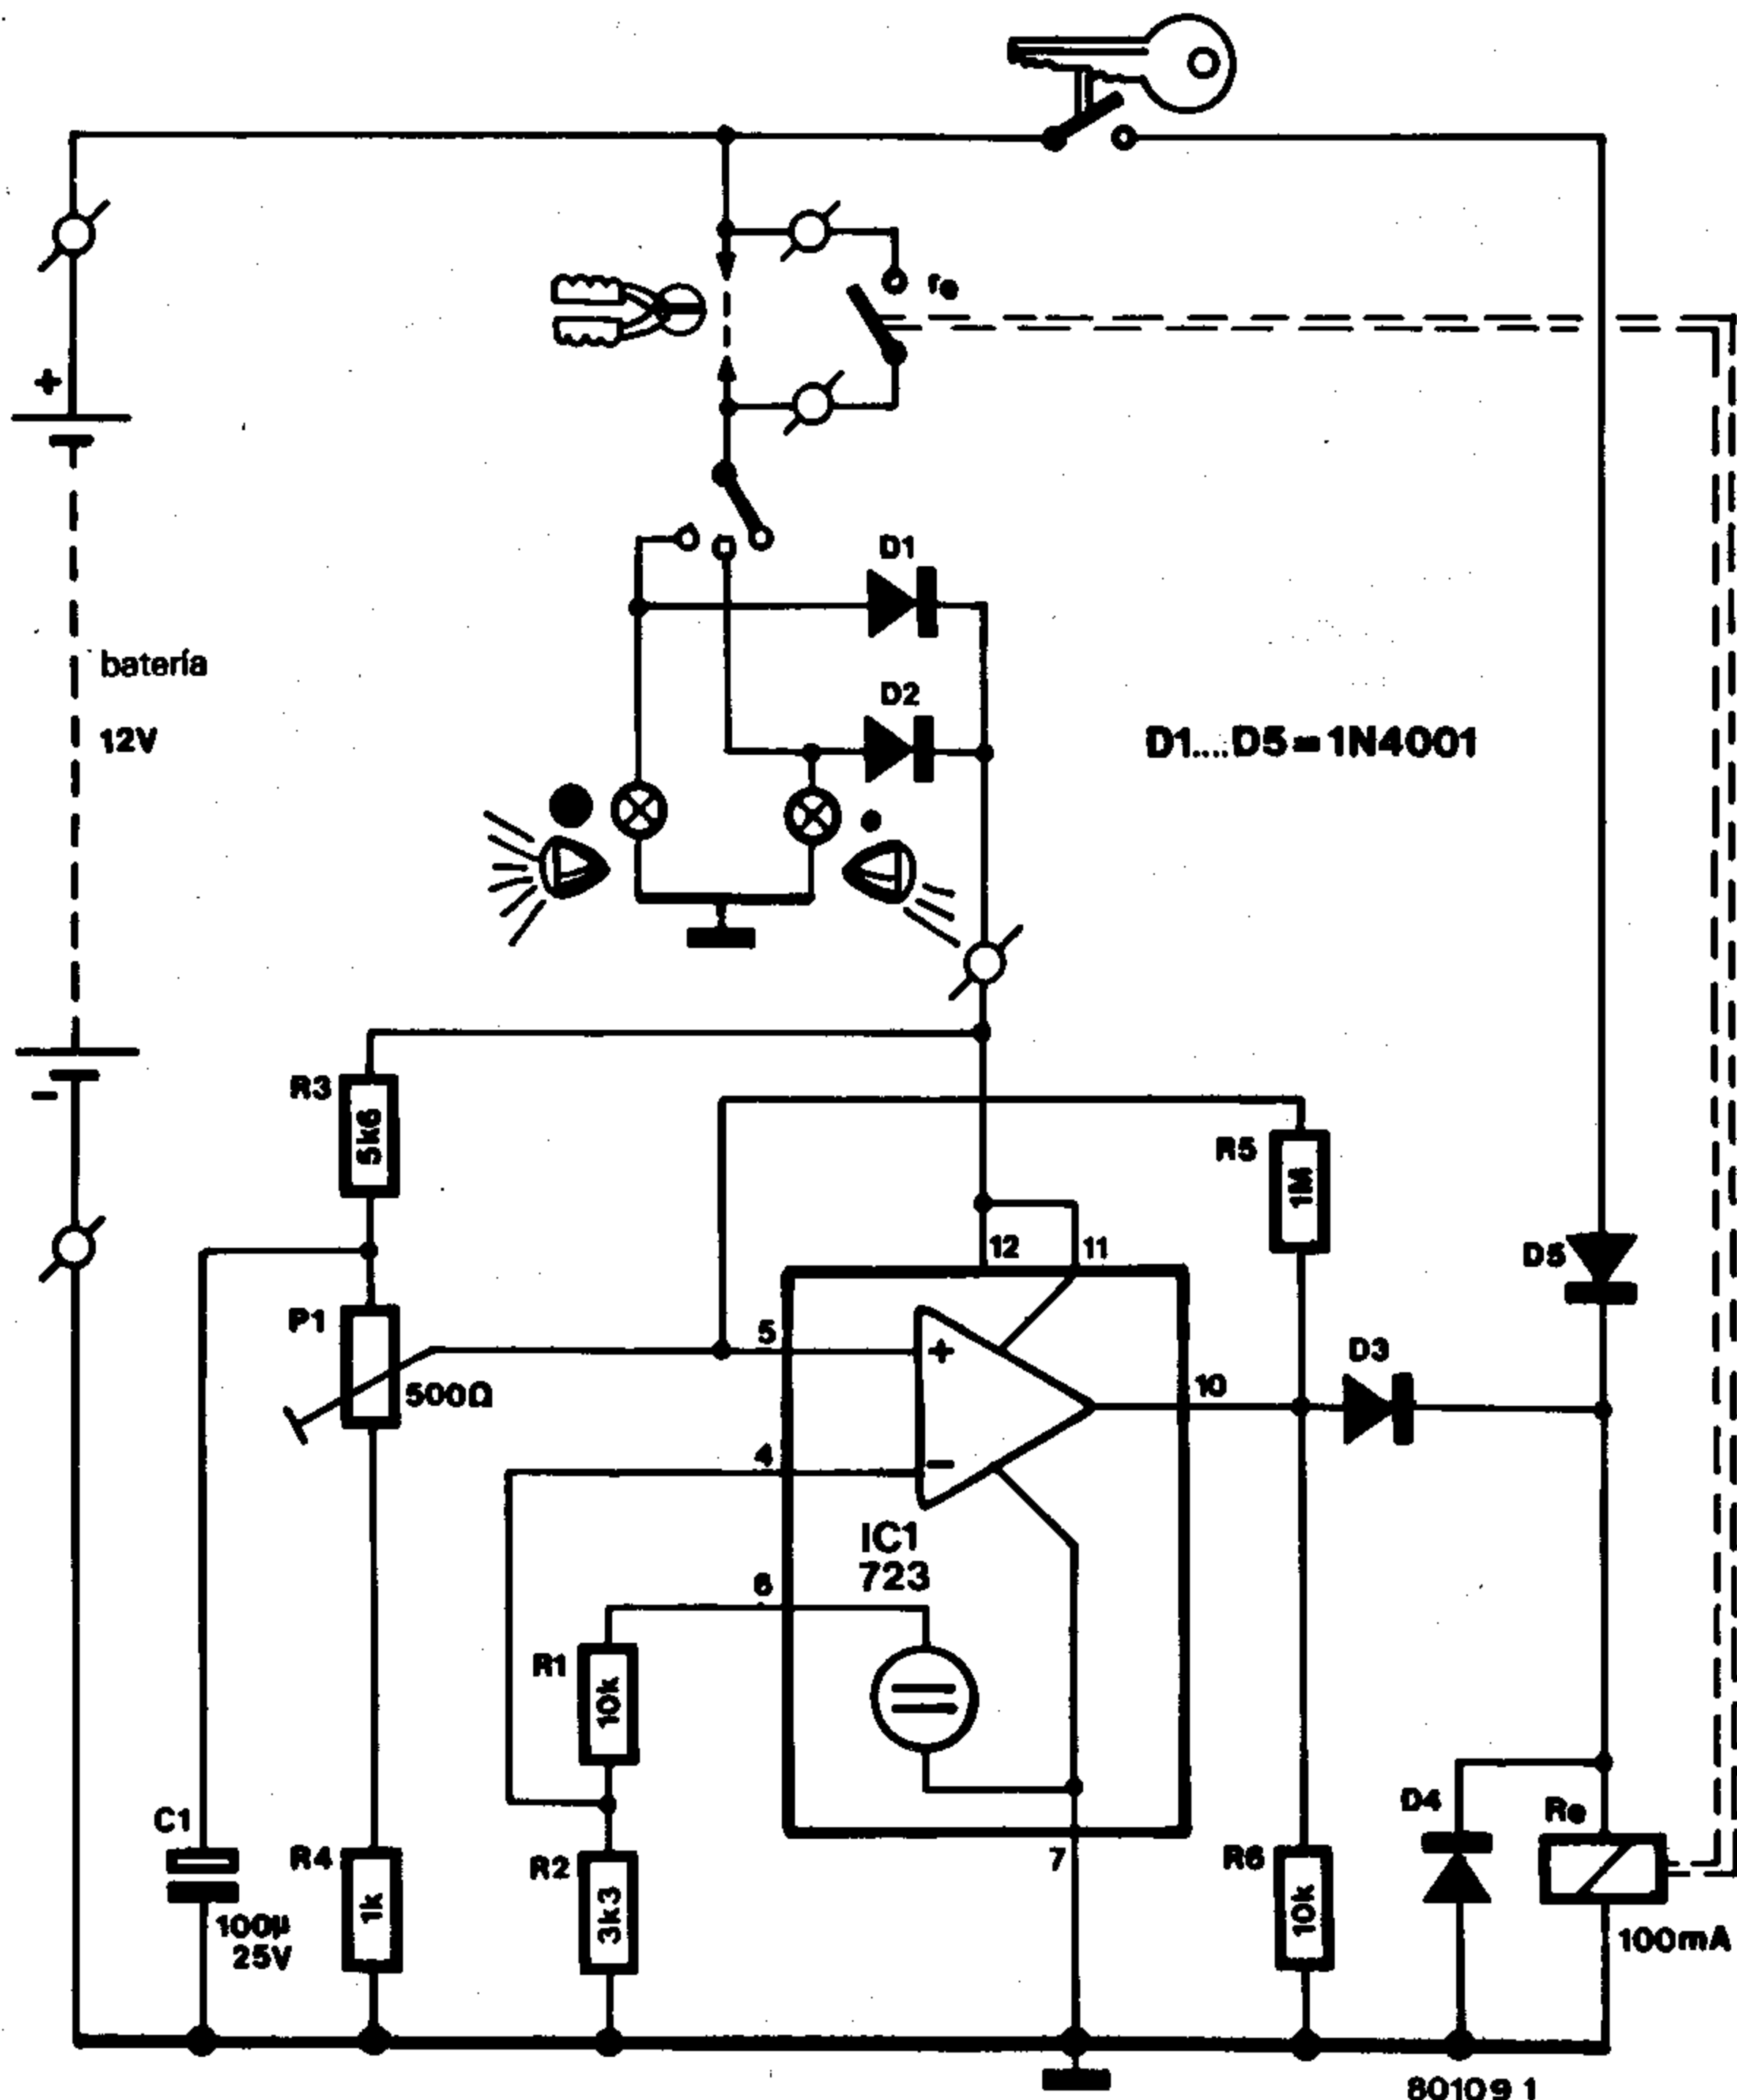 re
+
batería
12V
D1
D2
D1....D5=1N4001
R3
5k6
R5
1M
12
11
D5
P1
500Ω
5
+
D3
10
4
−
IC1
723
6
R1
10k
C1
100µ
25V
R4
1k
R2
3k3
7
R6
10k
D4
Re
100mA
-
80109 1